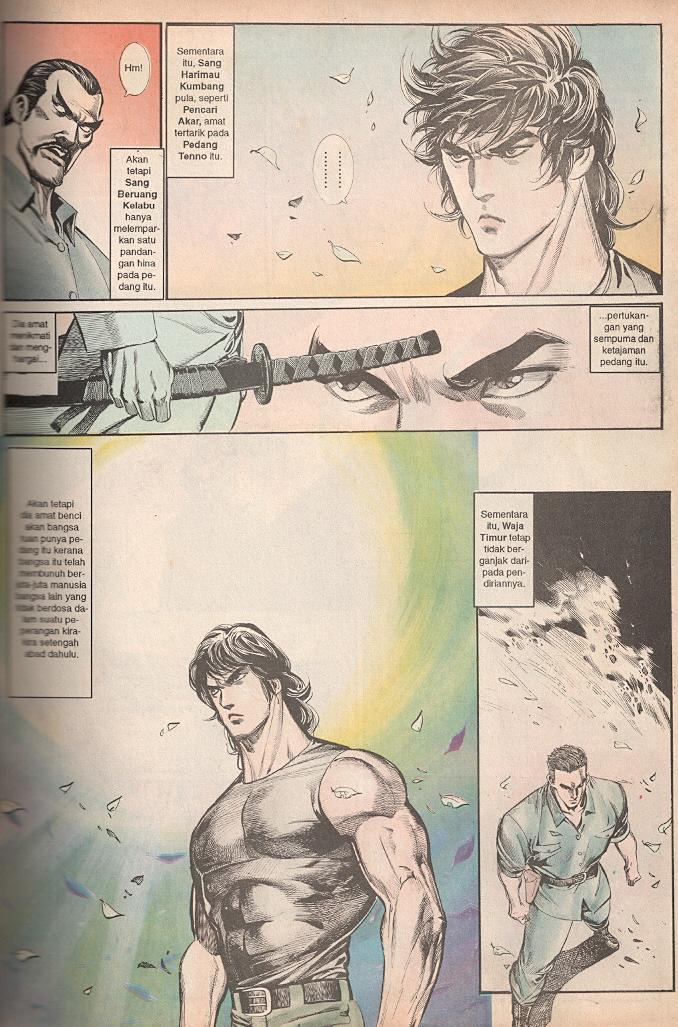 Hm!
Akan
tetapi
Sang
Beruang
Kelabu
hanya
melempar-
kan satu
pandan-
gan hina
pada pe-
dang itu.
Sementara
itu, Sang
Harimau
Kumbang
pula, seperti
Pencari
Akar, amat
tertarik pada
Pedang
Tenno itu.
Dia amat
menikmati
dan meng-
hargai...
...pertukan-
gan yang
sempurna dan
ketajaman
pedang itu.
Akan tetapi
dia amat benci
akan bangsa
tuan punya pe-
dang itu kerana
bangsa itu telah
membunuh ber-
juta-juta manusia
bangsa lain yang
tidak berdosa da-
lam suatu pe-
perangan kira-
kira setengah
abad dahulu.
Sementara
itu, Waja
Timur tetap
tidak ber-
ganjak dari-
pada pen-
diriannya.